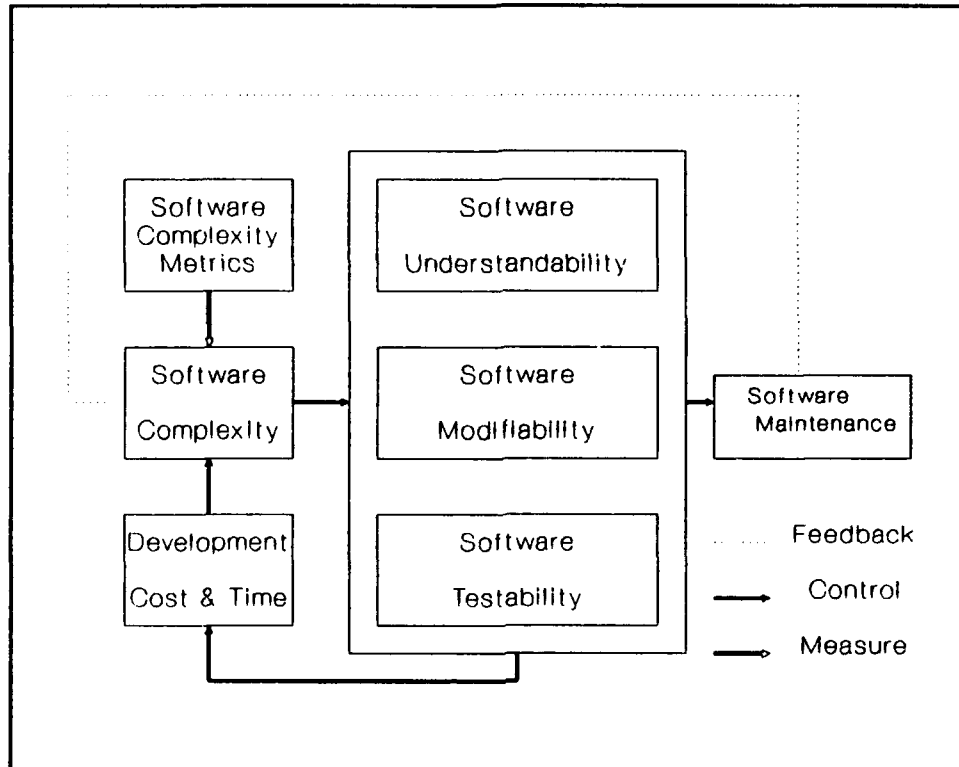 Software
Complexity
Metrics
Software
Understandability
Software
Complexity
Software
Modifiability
Software
Maintenance
Development
Cost & Time
Software
Testability
Feedback
Control
Measure